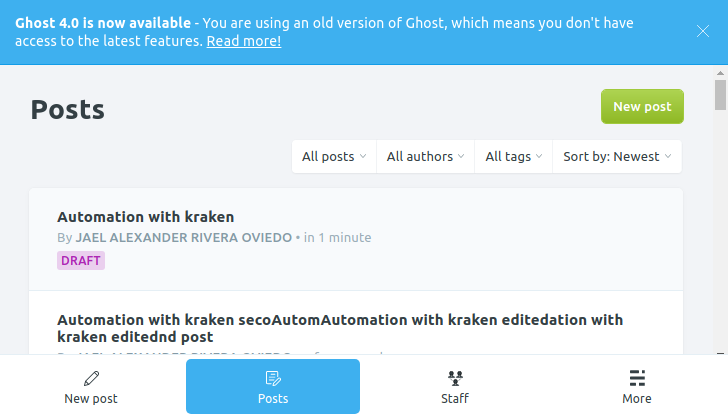 Ghost 4.0 is now available - You are using an old version of Ghost, which means you don't have
access to the latest features. Read more!
Posts
New post
All posts
All authors
All tags
Sort by: Newest
Automation with kraken
By JAEL ALEXANDER RIVERA OVIEDO • in 1 minute
DRAFT
Automation with kraken secoAutomAutomation with kraken editedation with
kraken editednd post
New post
Posts
Staff
More